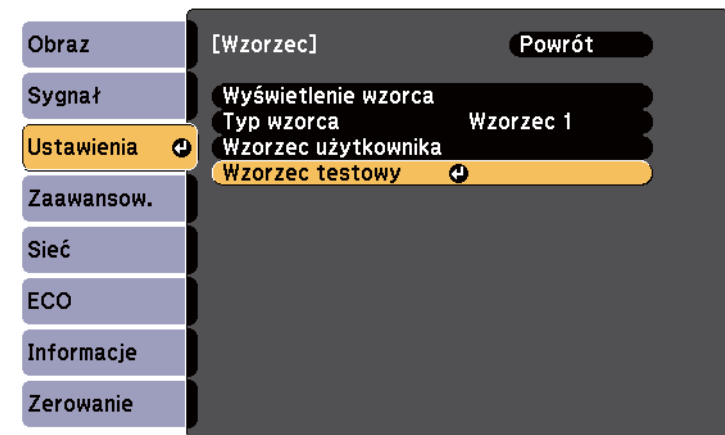 Obraz
Sygnał
Ustawienia
Zaawansow.
Sieć
ECO
Informacje
Zerowanie
[Wzorzec] Powrót
Wyświetlenie wzorca
Typ wzorca Wzorzec 1
Wzorzec użytkownika
Wzorzec testowy